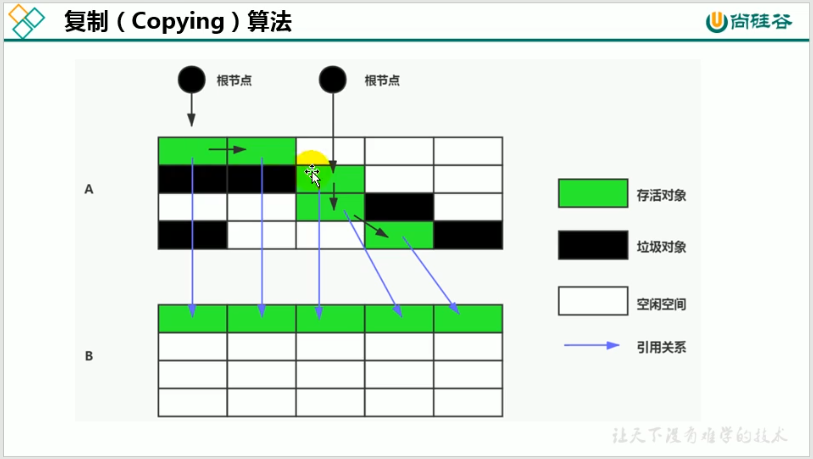 复制（Copying）算法
尚硅谷
根节点
根节点
A
存活对象
垃圾对象
空闲空间
引用关系
B
让天下没有难学的技术